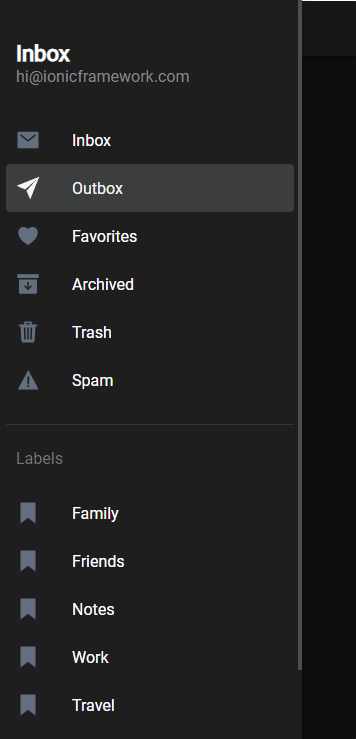 Inbox
hi@ionicframework.com
Inbox
Outbox
Favorites
Archived
Trash
Spam
Labels
Family
Friends
Notes
Work
Travel